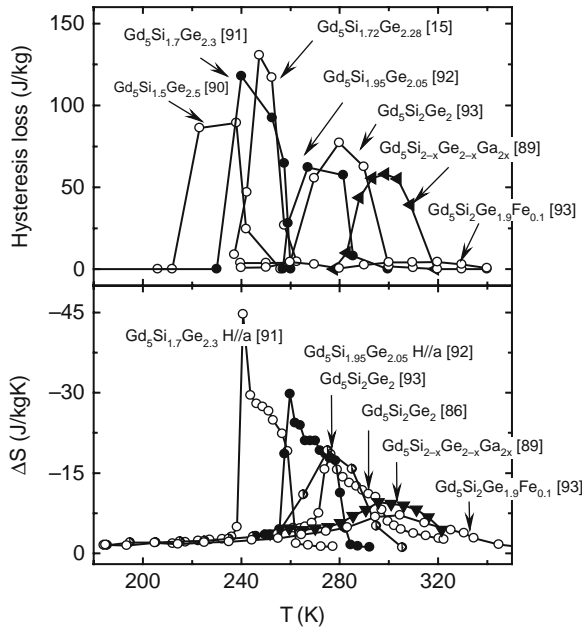 Hysteresis loss (J/kg)
150
100
50
0
Gd₅Si₁.₇Ge₂.₃ [91]
Gd₅Si₁.₇₂Ge₂.₂₈ [15]
Gd₅Si₁.₅Ge₂.₅ [90]
Gd₅Si₁.₉₅Ge₂.₀₅ [92]
Gd₅Si₂Ge₂ [93]
Gd₅Si₂₋ₓGe₂₋ₓGa₂ₓ [89]
Gd₅Si₂Ge₁.₉Fe₀.₁ [93]
ΔS (J/kgK)
−45
−30
−15
0
Gd₅Si₁.₇Ge₂.₃ H//a [91]
Gd₅Si₁.₉₅Ge₂.₀₅ H//a [92]
Gd₅Si₂Ge₂ [93]
Gd₅Si₂Ge₂ [86]
Gd₅Si₂₋ₓGe₂₋ₓGa₂ₓ [89]
Gd₅Si₂Ge₁.₉Fe₀.₁ [93]
200 240 280 320
T (K)